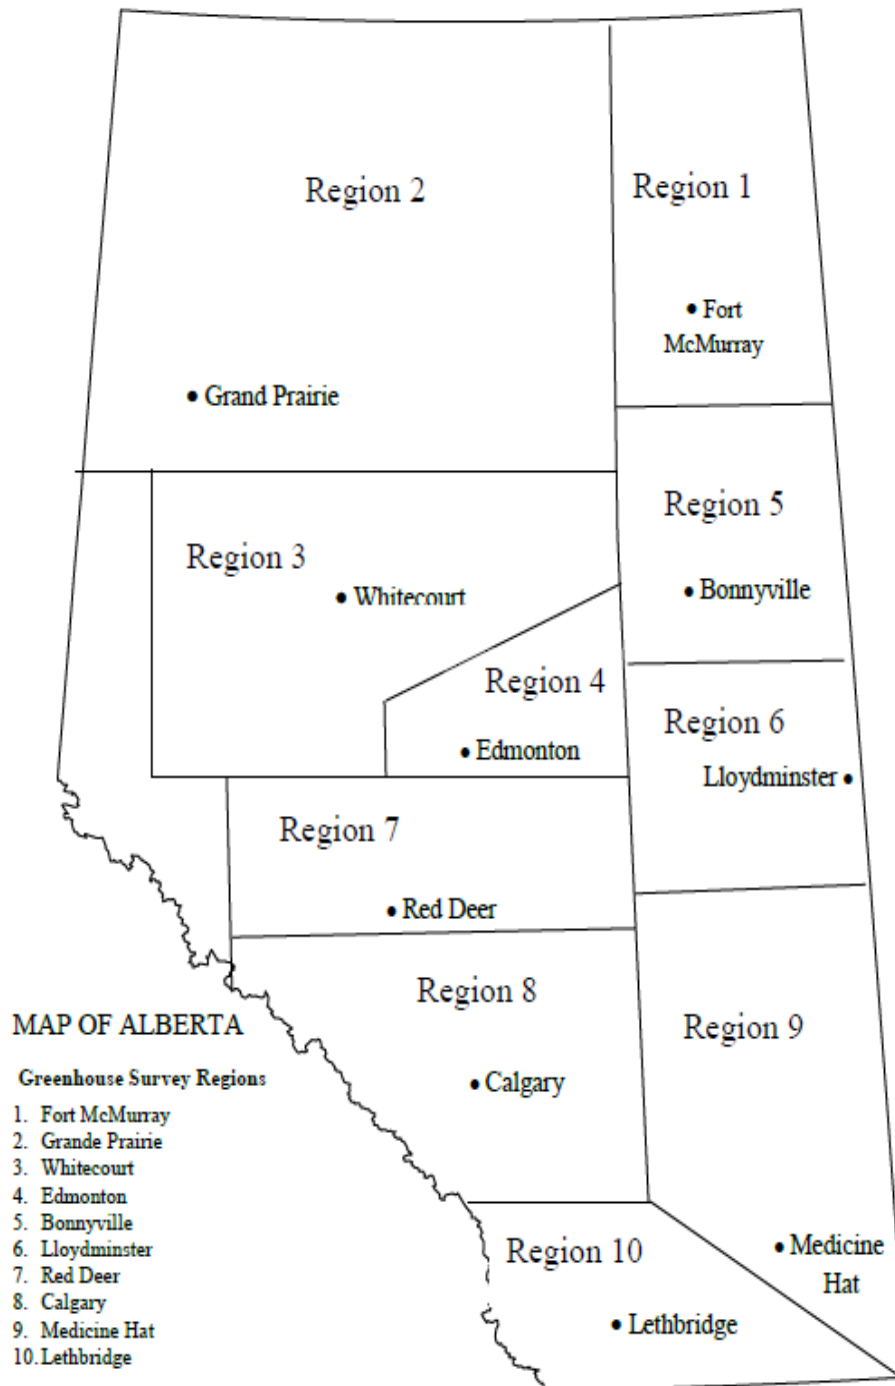 Region 2
Region 1
• Fort
McMurray
• Grand Prairie
Region 5
Region 3
• Whitecourt
• Bonnyville
Region 4
Region 6
• Edmonton
Lloydminster •
Region 7
• Red Deer
Region 8
MAP OF ALBERTA
Region 9
Greenhouse Survey Regions
• Calgary
1. Fort McMurray
2. Grande Prairie
3. Whitecourt
4. Edmonton
5. Bonnyville
6. Lloydminster
7. Red Deer
8. Calgary
9. Medicine Hat
10. Lethbridge
Region 10
• Medicine
Hat
• Lethbridge